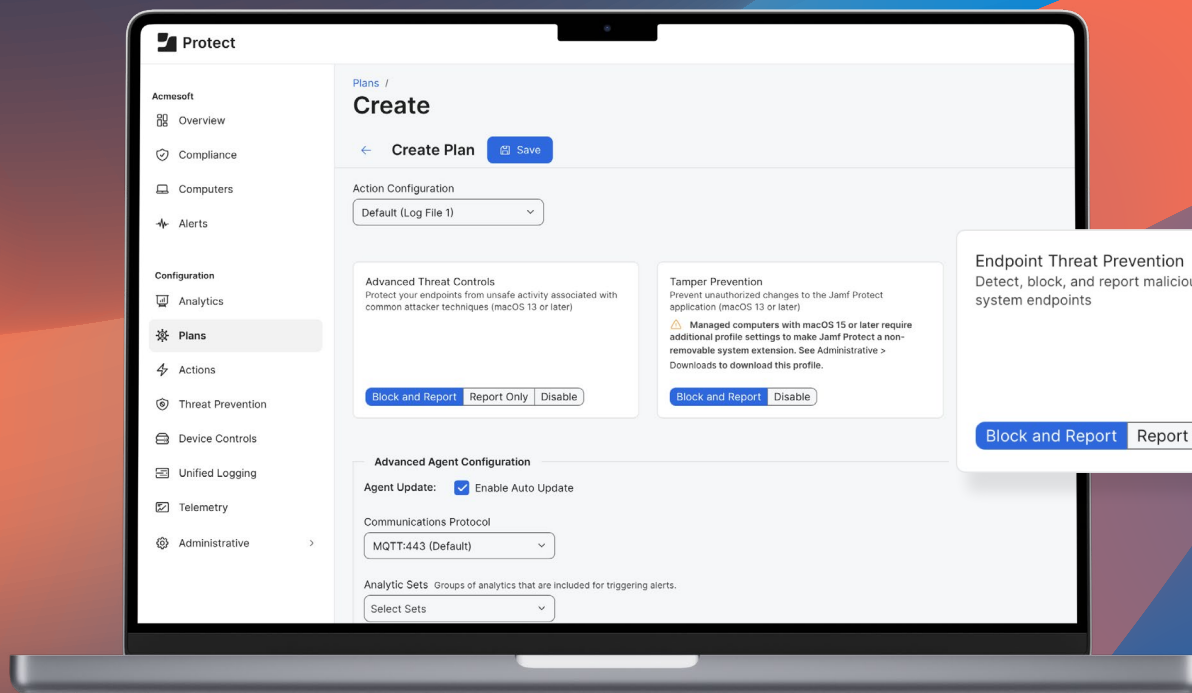 Protect
Acmesoft
Overview
Compliance
Computers
Alerts
Configuration
Analytics
Plans
Actions
Threat Prevention
Device Controls
Unified Logging
Telemetry
Administrative
Plans /
Create
Create Plan
Save
Action Configuration
Default (Log File 1)
Advanced Threat Controls
Protect your endpoints from unsafe activity associated with
common attacker techniques (macOS 13 or later)
Block and Report Report Only Disable
Tamper Prevention
Prevent unauthorized changes to the Jamf Protect
application (macOS 13 or later)
Managed computers with macOS 15 or later require
additional profile settings to make Jamf Protect a non-
removable system extension. See Administrative >
Downloads to download this profile.
Block and Report Disable
Endpoint Threat Prevention
Detect, block, and report maliciou
system endpoints
Block and Report Report
Advanced Agent Configuration
Agent Update: Enable Auto Update
Communications Protocol
MQTT:443 (Default)
Analytic Sets Groups of analytics that are included for triggering alerts.
Select Sets